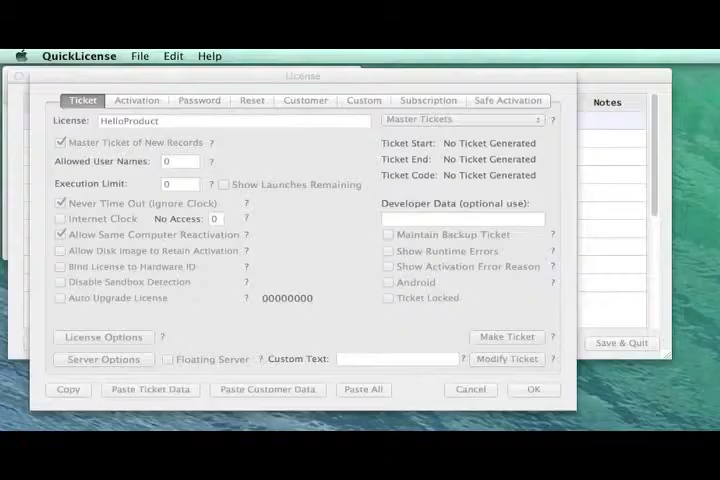 QuickLicense File Edit Help
License
Notes
Ticket Activation Password Reset Customer Custom Subscription Safe Activation
License: HelloProduct Master Tickets ?
Master Ticket of New Records ? Ticket Start: No Ticket Generated
Allowed User Names: 0 ? Ticket End: No Ticket Generated
Ticket Code: No Ticket Generated
Execution Limit: 0 ? Show Launches Remaining
Never Time Out (Ignore Clock) ? Developer Data (optional use):
Internet Clock No Access: 0 ?
Allow Same Computer Reactivation ? Maintain Backup Ticket ?
Allow Disk Image to Retain Activation ? Show Runtime Errors ?
Bind License to Hardware ID ? Show Activation Error Reason ?
Disable Sandbox Detection ? Android ?
Auto Upgrade License ? 00000000 Ticket Locked ?
License Options ? Make Ticket ?
Save & Quit
Server Options Floating Server ? Custom Text: ? Modify Ticket ?
Copy Paste Ticket Data Paste Customer Data Paste All Cancel OK